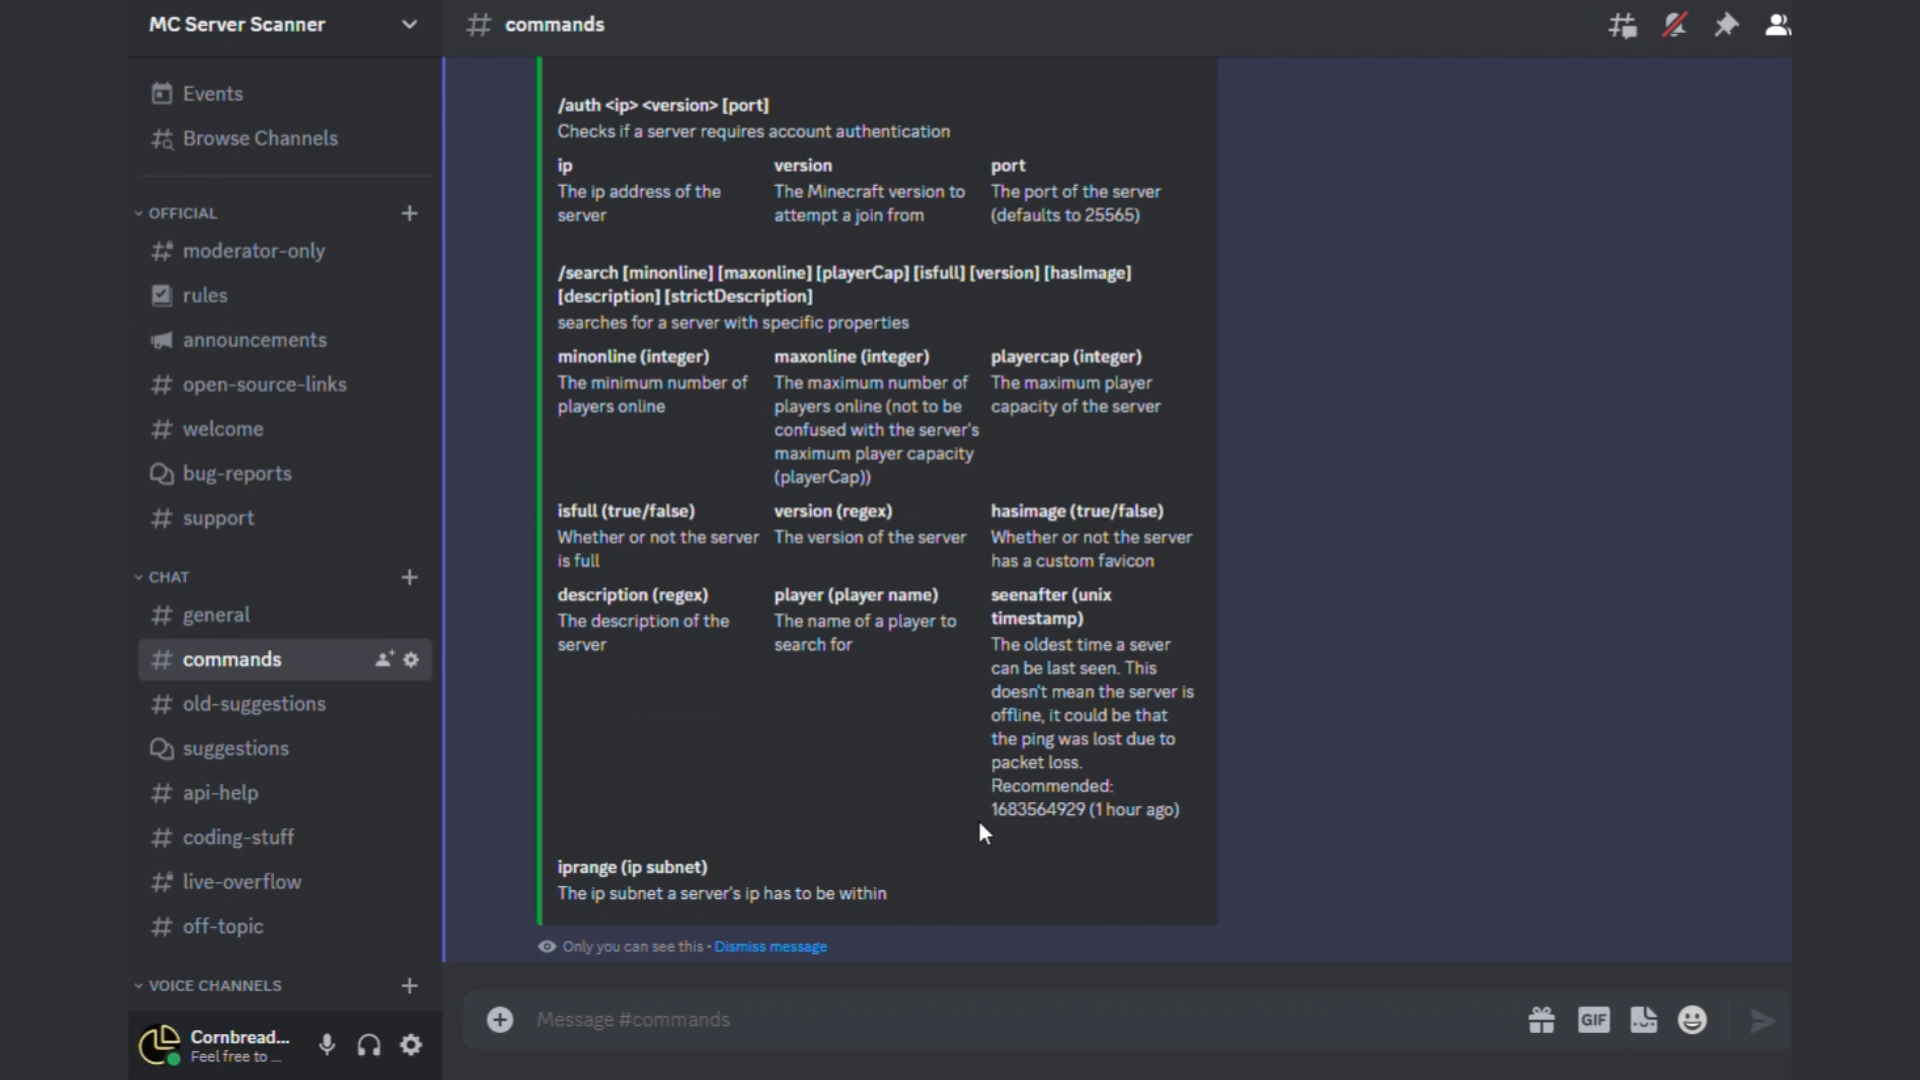 MC Server Scanner
Events
Browse Channels
OFFICIAL
moderator-only
rules
announcements
open-source-links
welcome
bug-reports
support
CHAT
general
commands
old-suggestions
suggestions
api-help
coding-stuff
live-overflow
off-topic
VOICE CHANNELS
Cornbread...
Feel free to ...
commands
/auth <ip> <version> [port]
Checks if a server requires account authentication
ip
The ip address of the
server
version
The Minecraft version to
attempt a join from
port
The port of the server
(defaults to 25565)
/search [minonline] [maxonline] [playerCap] [isfull] [version] [hasImage]
[description] [strictDescription]
searches for a server with specific properties
minonline (integer)
The minimum number of
players online
maxonline (integer)
The maximum number of
players online (not to be
confused with the server's
maximum player capacity
(playerCap))
playercap (integer)
The maximum player
capacity of the server
isfull (true/false)
Whether or not the server
is full
version (regex)
The version of the server
hasimage (true/false)
Whether or not the server
has a custom favicon
description (regex)
The description of the
server
player (player name)
The name of a player to
search for
seenafter (unix
timestamp)
The oldest time a sever
can be last seen. This
doesn't mean the server is
offline, it could be that
the ping was lost due to
packet loss.
Recommended:
1683564929 (1 hour ago)
iprange (ip subnet)
The ip subnet a server's ip has to be within
Only you can see this • Dismiss message
Message #commands
GIF